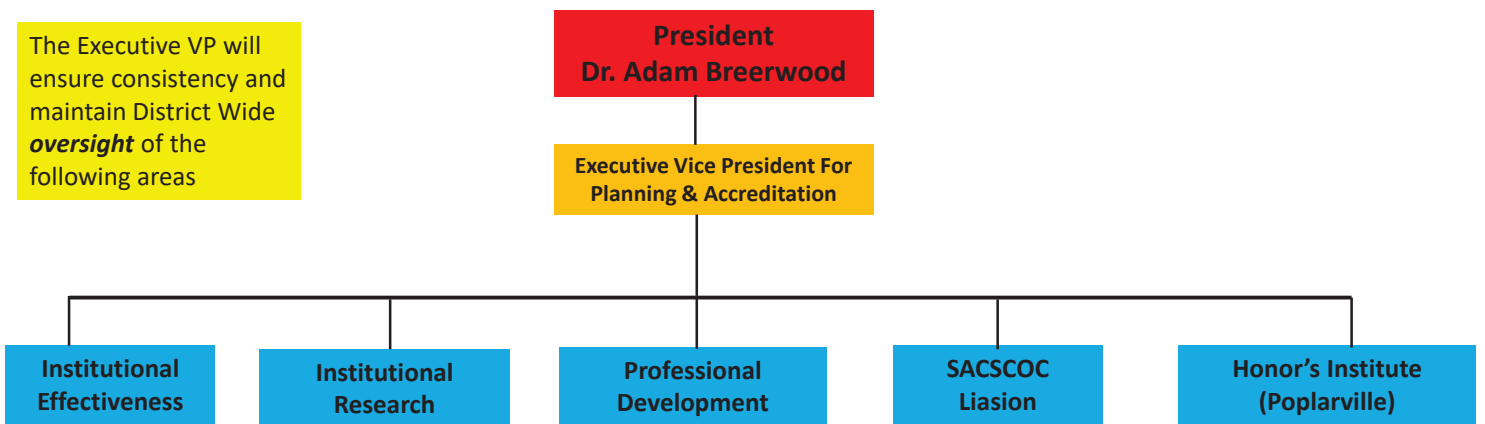 The Executive VP will
ensure consistency and
maintain District Wide
oversight of the
following areas
President
Dr. Adam Breerwood
Executive Vice President For
Planning & Accreditation
Institutional
Effectiveness
Institutional
Research
Professional
Development
SACSCOC
Liasion
Honor’s Institute
(Poplarville)